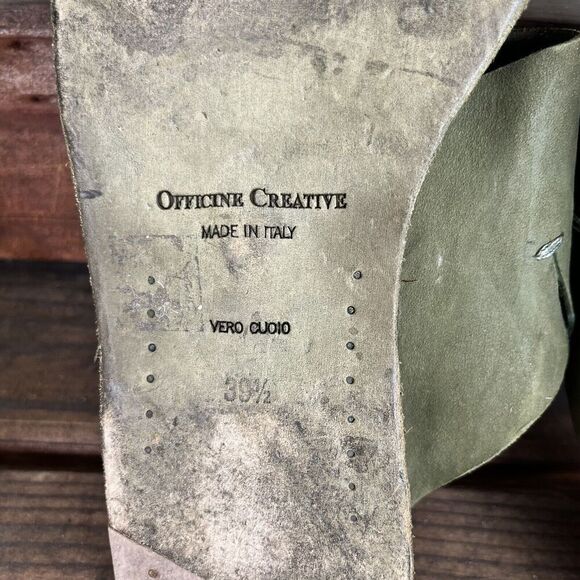 OFFICINE CREATIVE
MADE IN ITALY
VERO CUOIO
39½